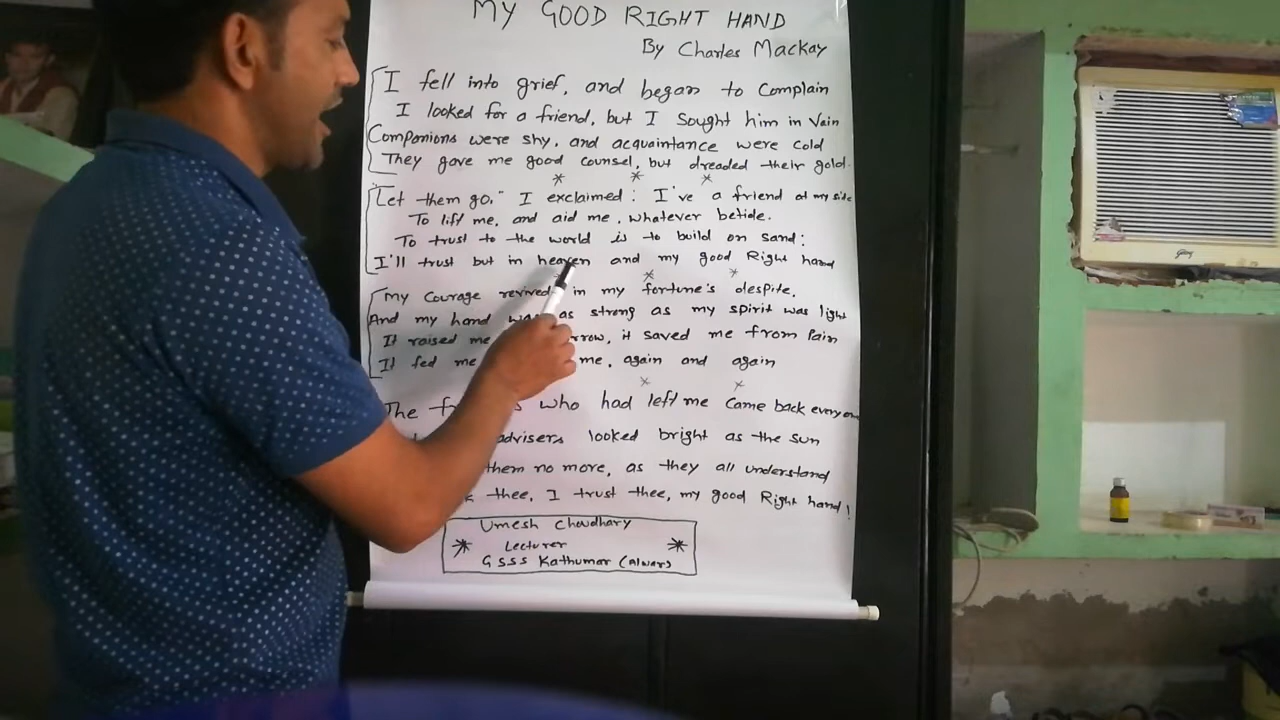 MY GOOD RIGHT HAND
By Charles Mackay
I fell into grief, and began to Complain
I looked for a friend, but I Sought him in Vain
Companions were shy, and acquaintance were cold
They gave me good counsel, but dreaded their gold.
Let them go," I exclaimed: I've a friend at my side
To lift me, and aid me, whatever betide.
To trust to the world is to build on sand:
I'll trust but in heaven and my good Right hand
My Courage revived in my fortune's despite.
And my hand was as strong as my spirit was light
It raised me it saved me from Pain
It fed me me, again and again
The who had left me Came back every one
advisers looked bright as the sun
them no more, as they all understand
thee, I trust thee, my good Right hand!
Umesh Choudhary
Lecturer
GSSS Kathumar (Alwar)
Godrej